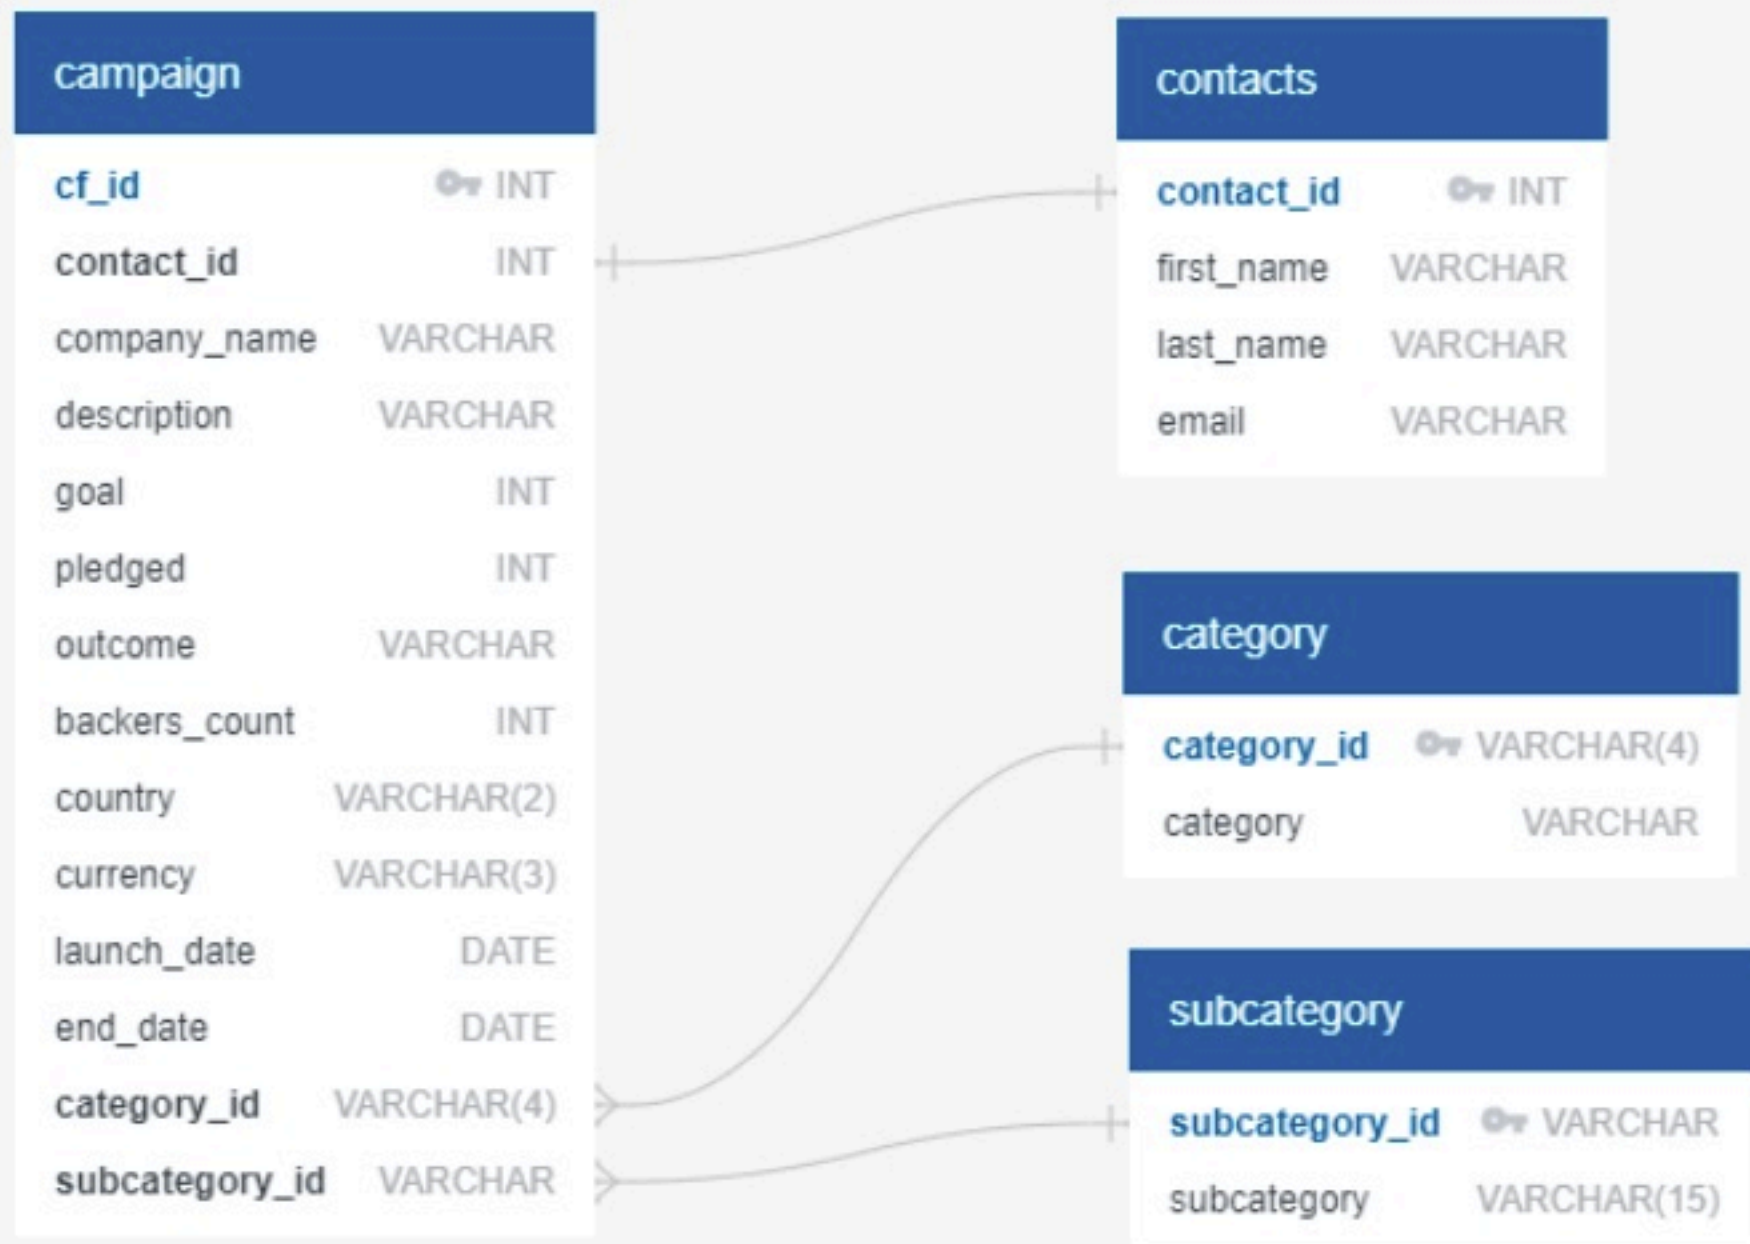 campaign
cf_id INT
contact_id INT
company_name VARCHAR
description VARCHAR
goal INT
pledged INT
outcome VARCHAR
backers_count INT
country VARCHAR(2)
currency VARCHAR(3)
launch_date DATE
end_date DATE
category_id VARCHAR(4)
subcategory_id VARCHAR
contacts
contact_id INT
first_name VARCHAR
last_name VARCHAR
email VARCHAR
category
category_id VARCHAR(4)
category VARCHAR
subcategory
subcategory_id VARCHAR
subcategory VARCHAR(15)